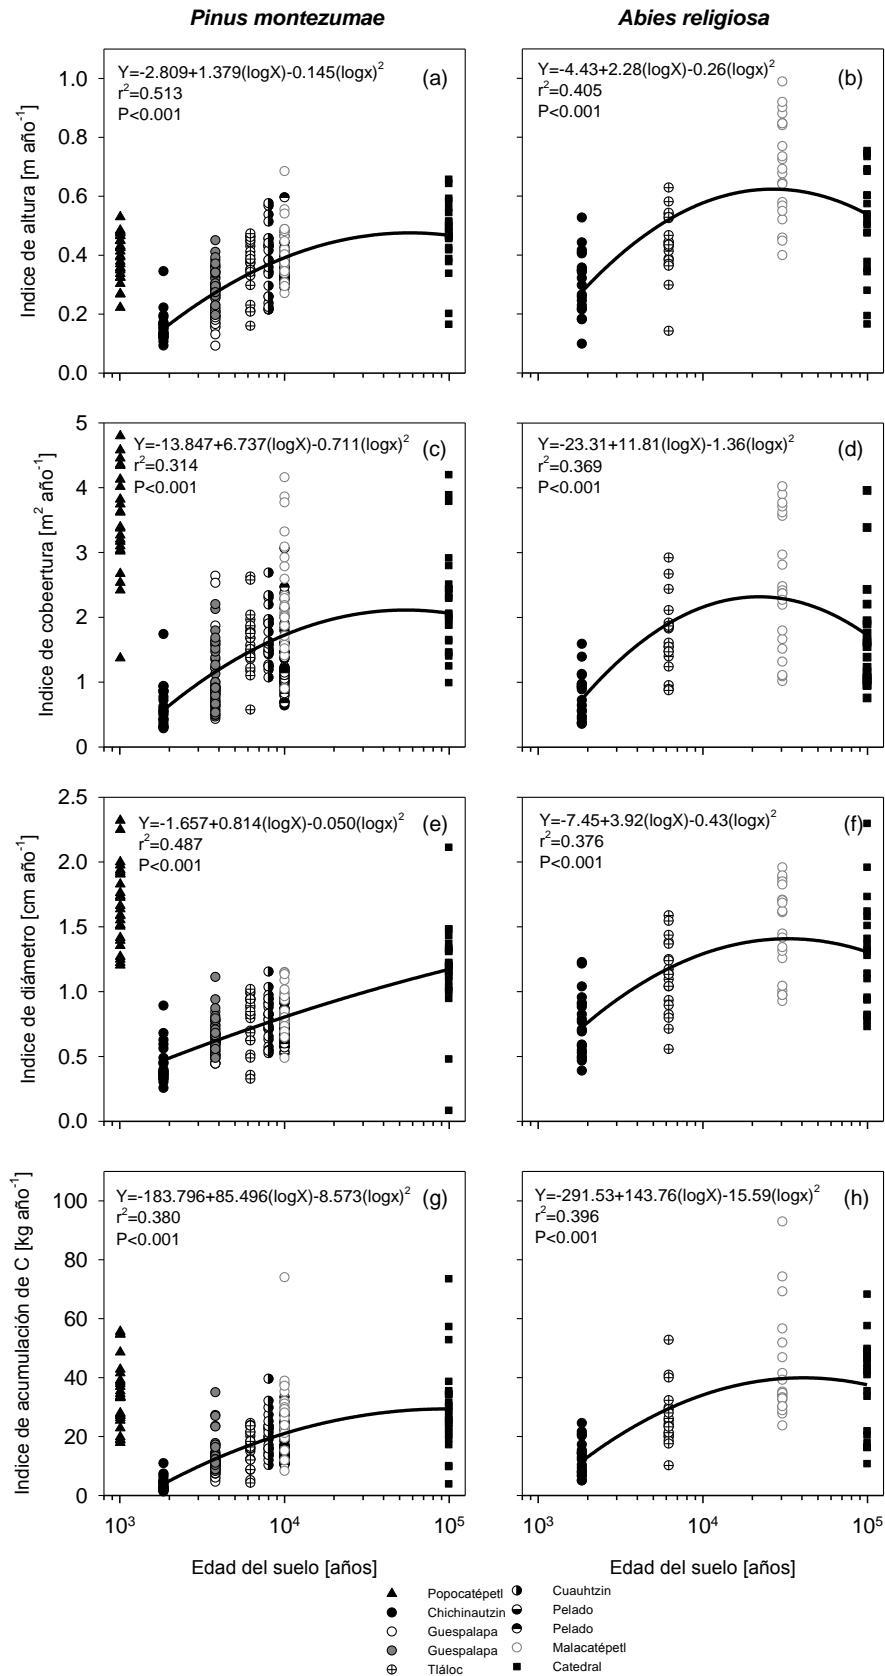 Pinus montezumae
Abies religiosa
Indice de altura [m año⁻¹]
1.0
0.8
0.6
0.4
0.2
0.0
Y=-2.809+1.379(logX)-0.145(logx)²
r²=0.513
P<0.001
(a)
Y=-4.43+2.28(logX)-0.26(logx)²
r²=0.405
P<0.001
(b)
Indice de cobeertura [m² año⁻¹]
5
4
3
2
1
0
Y=-13.847+6.737(logX)-0.711(logx)²
r²=0.314
P<0.001
(c)
Y=-23.31+11.81(logX)-1.36(logx)²
r²=0.369
P<0.001
(d)
Indice de diámetro [cm año⁻¹]
2.5
2.0
1.5
1.0
0.5
0.0
Y=-1.657+0.814(logX)-0.050(logx)²
r²=0.487
P<0.001
(e)
Y=-7.45+3.92(logX)-0.43(logx)²
r²=0.376
P<0.001
(f)
Indice de acumulación de C [kg año⁻¹]
100
80
60
40
20
0
Y=-183.796+85.496(logX)-8.573(logx)²
r²=0.380
P<0.001
(g)
Y=-291.53+143.76(logX)-15.59(logx)²
r²=0.396
P<0.001
(h)
10³ 10⁴ 10⁵
10³ 10⁴ 10⁵
Edad del suelo [años]
Edad del suelo [años]
Popocatépetl
Chichinautzin
Guespalapa
Guespalapa
Tláloc
Cuauhtzin
Pelado
Pelado
Malacatépetl
Catedral